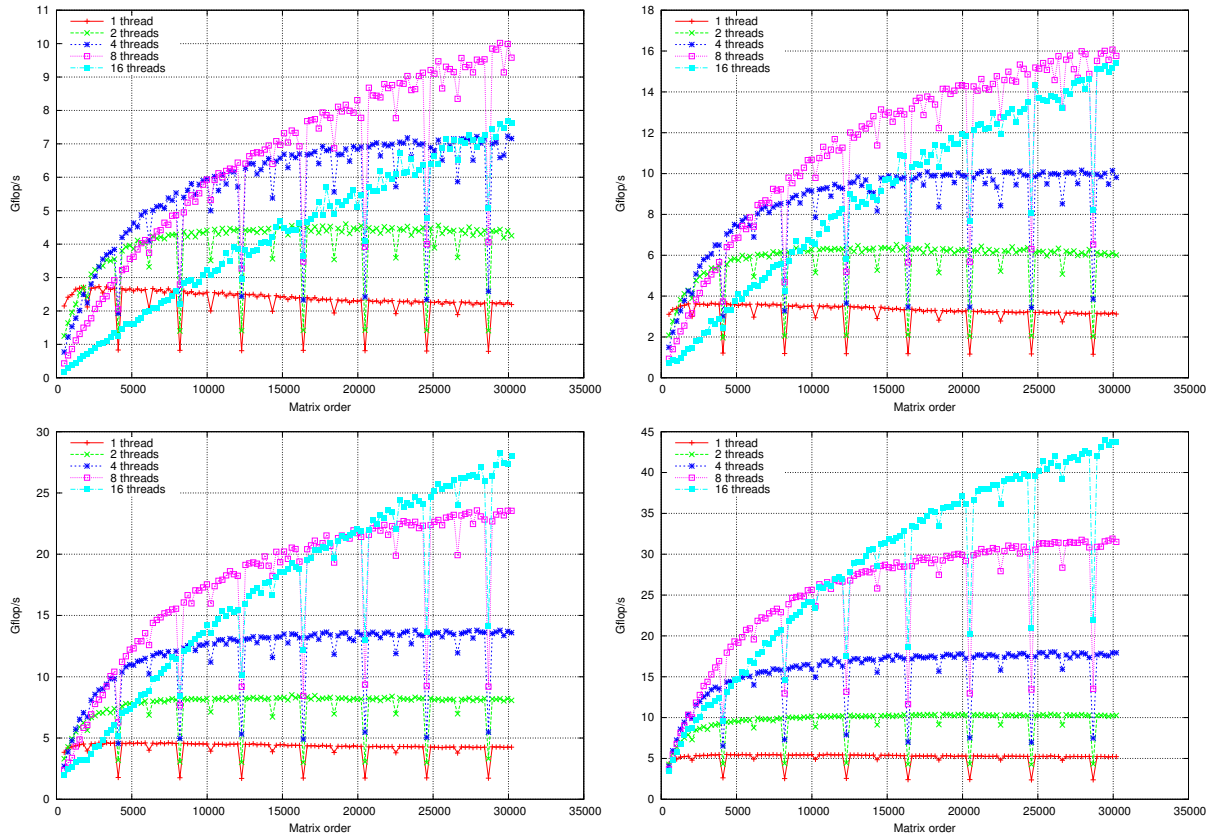 11
10
9
8
7
6
5
4
3
2
1
0
Gflop/s
1 thread
2 threads
4 threads
8 threads
16 threads
0 5000 10000 15000 20000 25000 30000 35000
Matrix order
18
16
14
12
10
8
6
4
2
0
Gflop/s
1 thread
2 threads
4 threads
8 threads
16 threads
0 5000 10000 15000 20000 25000 30000 35000
Matrix order
30
25
20
15
10
5
0
Gflop/s
1 thread
2 threads
4 threads
8 threads
16 threads
0 5000 10000 15000 20000 25000 30000 35000
Matrix order
45
40
35
30
25
20
15
10
5
0
Gflop/s
1 thread
2 threads
4 threads
8 threads
16 threads
0 5000 10000 15000 20000 25000 30000 35000
Matrix order